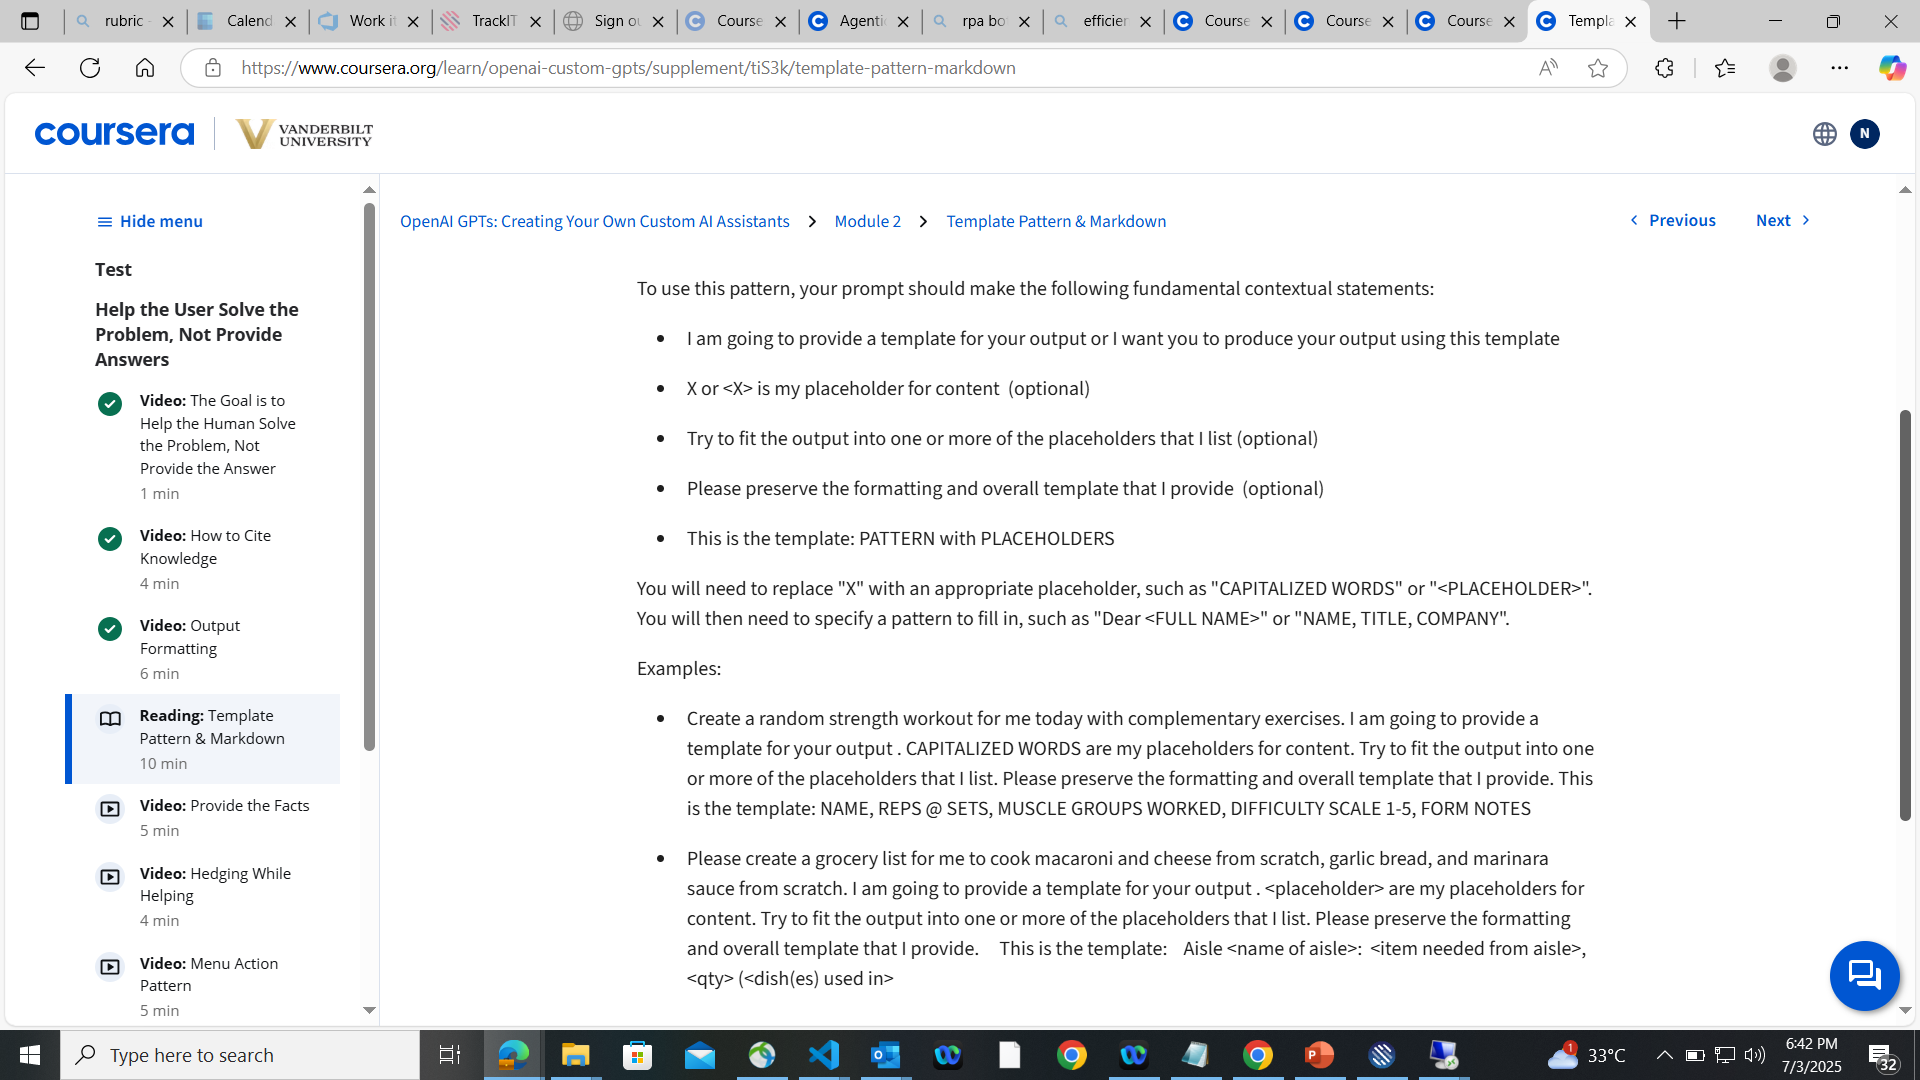 rubric
Calend
Work it
TrackIT
Sign ou
Course
Agentic
rpa bo
efficien
Course
Course
Course
Templa
https://www.coursera.org/learn/openai-custom-gpts/supplement/tiS3k/template-pattern-markdown
coursera
VANDERBILT
UNIVERSITY
N
Hide menu
Test
Help the User Solve the
Problem, Not Provide
Answers
Video: The Goal is to
Help the Human Solve
the Problem, Not
Provide the Answer
1 min
Video: How to Cite
Knowledge
4 min
Video: Output
Formatting
6 min
Reading: Template
Pattern & Markdown
10 min
Video: Provide the Facts
5 min
Video: Hedging While
Helping
4 min
Video: Menu Action
Pattern
5 min
OpenAI GPTs: Creating Your Own Custom AI Assistants > Module 2 > Template Pattern & Markdown
< Previous
Next >
To use this pattern, your prompt should make the following fundamental contextual statements:
• I am going to provide a template for your output or I want you to produce your output using this template
• X or <X> is my placeholder for content (optional)
• Try to fit the output into one or more of the placeholders that I list (optional)
• Please preserve the formatting and overall template that I provide (optional)
• This is the template: PATTERN with PLACEHOLDERS
You will need to replace "X" with an appropriate placeholder, such as "CAPITALIZED WORDS" or "<PLACEHOLDER>".
You will then need to specify a pattern to fill in, such as "Dear <FULL NAME>" or "NAME, TITLE, COMPANY".
Examples:
• Create a random strength workout for me today with complementary exercises. I am going to provide a
template for your output . CAPITALIZED WORDS are my placeholders for content. Try to fit the output into one
or more of the placeholders that I list. Please preserve the formatting and overall template that I provide. This
is the template: NAME, REPS @ SETS, MUSCLE GROUPS WORKED, DIFFICULTY SCALE 1-5, FORM NOTES
• Please create a grocery list for me to cook macaroni and cheese from scratch, garlic bread, and marinara
sauce from scratch. I am going to provide a template for your output . <placeholder> are my placeholders for
content. Try to fit the output into one or more of the placeholders that I list. Please preserve the formatting
and overall template that I provide. This is the template: Aisle <name of aisle>: <item needed from aisle>,
<qty> (<dish(es) used in>
Type here to search
1
33°C
6:42 PM
7/3/2025
32